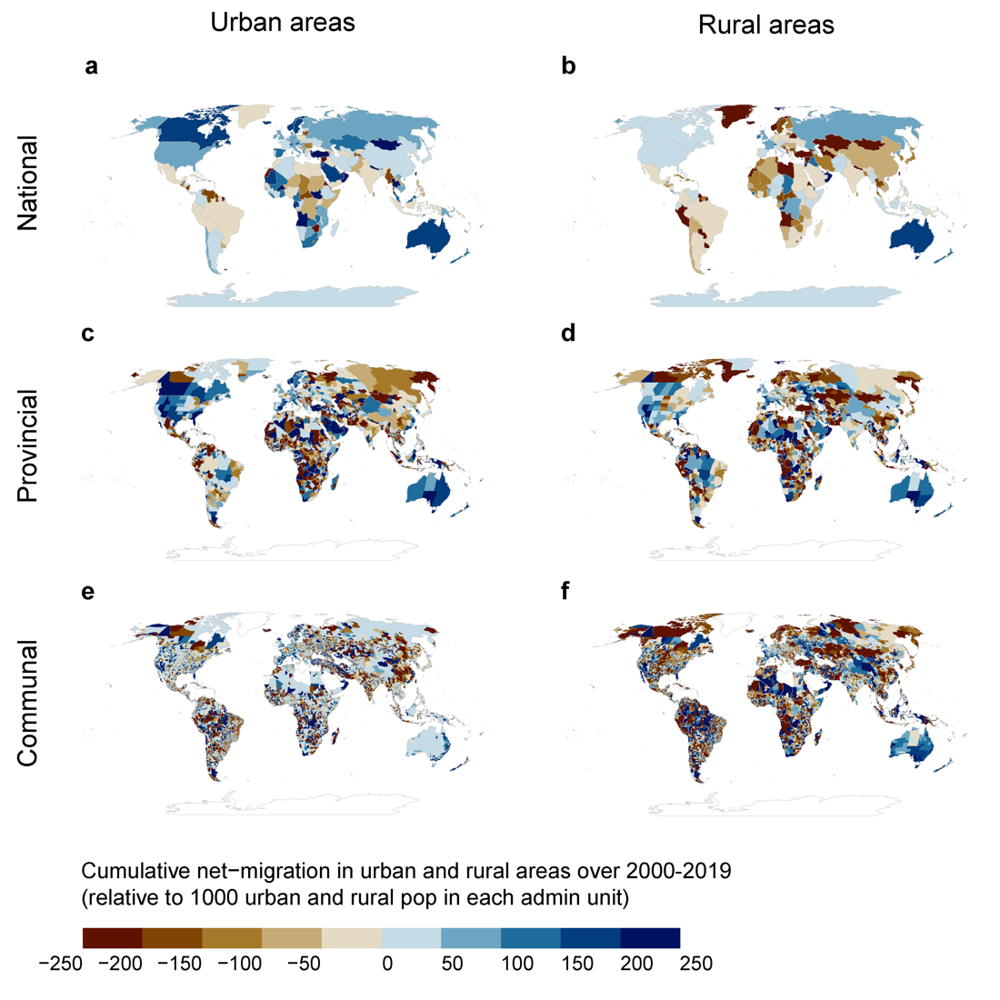 Urban areas
Rural areas
a
b
National
c
d
Provincial
e
f
Communal
Cumulative net−migration in urban and rural areas over 2000-2019
(relative to 1000 urban and rural pop in each admin unit)
−250 −200 −150 −100 −50 0 50 100 150 200 250